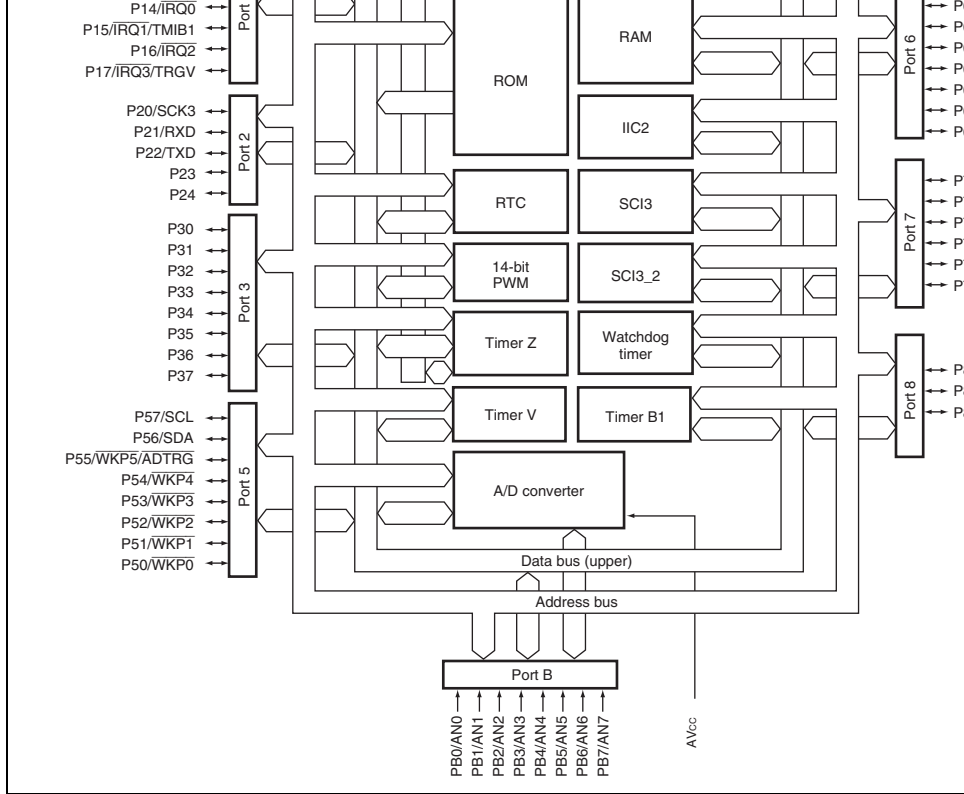 P14/IRQ0
P15/IRQ1/TMIB1
P16/IRQ2
P17/IRQ3/TRGV
Port
P20/SCK3
P21/RXD
P22/TXD
P23
P24
Port 2
P30
P31
P32
P33
P34
P35
P36
P37
Port 3
P57/SCL
P56/SDA
P55/WKP5/ADTRG
P54/WKP4
P53/WKP3
P52/WKP2
P51/WKP1
P50/WKP0
Port 5
ROM
RAM
IIC2
RTC
SCI3
14-bit
PWM
SCI3_2
Timer Z
Watchdog
timer
Timer V
Timer B1
A/D converter
Data bus (upper)
Address bus
Port 6
Port 7
Port 8
Port B
PB0/AN0
PB1/AN1
PB2/AN2
PB3/AN3
PB4/AN4
PB5/AN5
PB6/AN6
PB7/AN7
AVcc